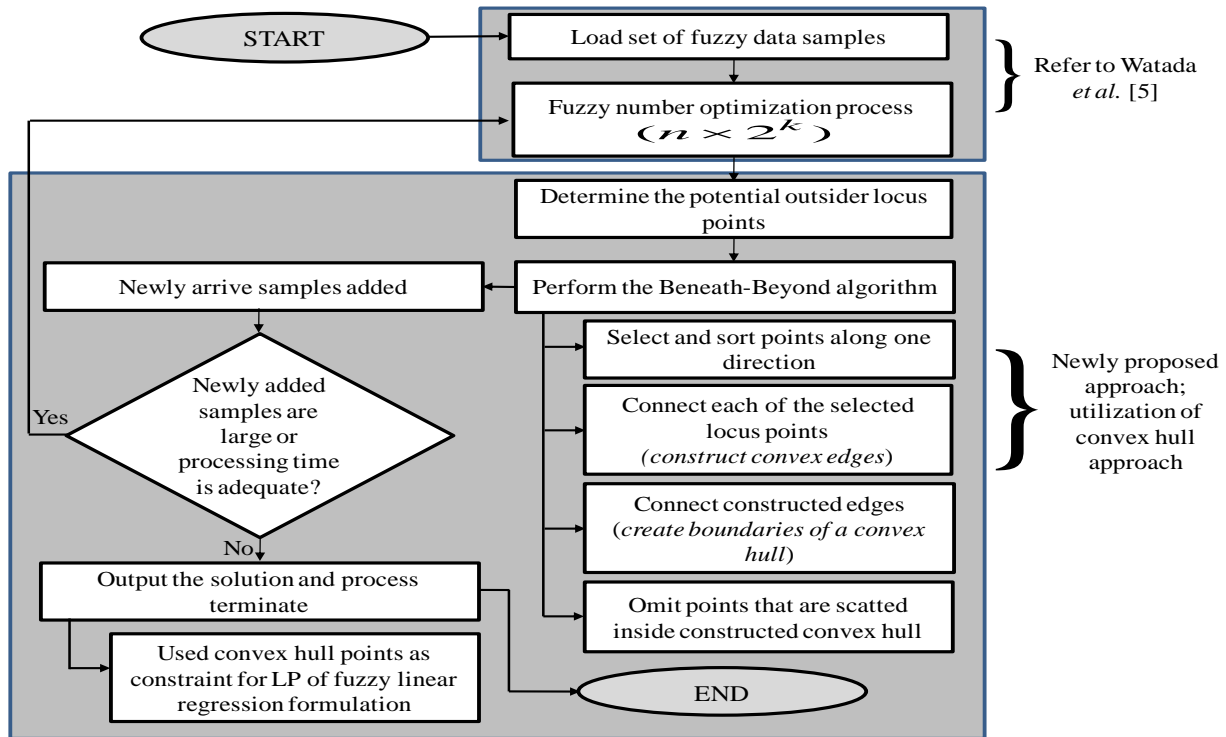 START
Load set of fuzzy data samples
Fuzzy number optimization process
(n × 2^k)
Refer to Watada
et al. [5]
Determine the potential outsider locus
points
Newly arrive samples added
Perform the Beneath-Beyond algorithm
Select and sort points along one
direction
Connect each of the selected
locus points
(construct convex edges)
Connect constructed edges
(create boundaries of a convex
hull)
Omit points that are scatted
inside constructed convex hull
Newly proposed
approach;
utilization of
convex hull
approach
Yes
Newly added
samples are
large or
processing time
is adequate?
No
Output the solution and process
terminate
Used convex hull points as
constraint for LP of fuzzy linear
regression formulation
END